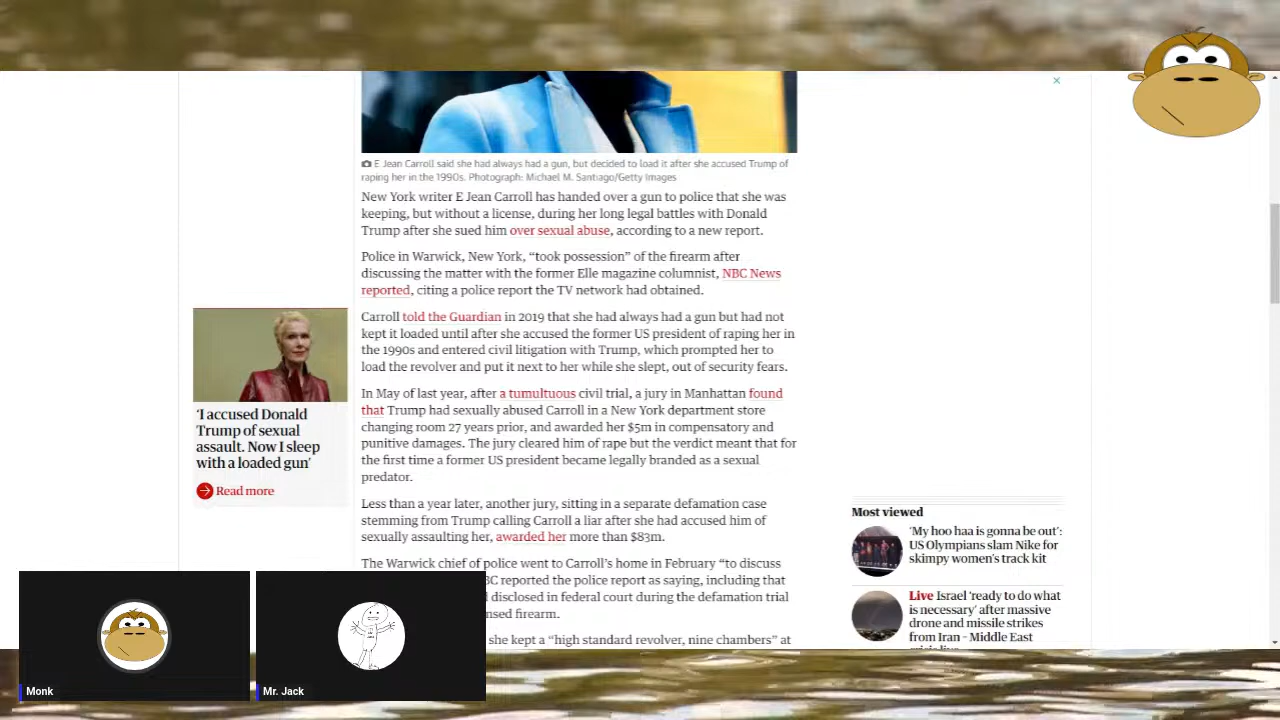 E Jean Carroll said she had always had a gun, but decided to load it after she accused Trump of
raping her in the 1990s. Photograph: Michael M. Santiago/Getty Images
New York writer E Jean Carroll has handed over a gun to police that she was
keeping, but without a license, during her long legal battles with Donald
Trump after she sued him over sexual abuse, according to a new report.
Police in Warwick, New York, “took possession” of the firearm after
discussing the matter with the former Elle magazine columnist, NBC News
reported, citing a police report the TV network had obtained.
Carroll told the Guardian in 2019 that she had always had a gun but had not
kept it loaded until after she accused the former US president of raping her in
the 1990s and entered civil litigation with Trump, which prompted her to
load the revolver and put it next to her while she slept, out of security fears.
In May of last year, after a tumultuous civil trial, a jury in Manhattan found
that Trump had sexually abused Carroll in a New York department store
changing room 27 years prior, and awarded her $5m in compensatory and
punitive damages. The jury cleared him of rape but the verdict meant that for
the first time a former US president became legally branded as a sexual
predator.
Less than a year later, another jury, sitting in a separate defamation case
stemming from Trump calling Carroll a liar after she had accused him of
sexually assaulting her, awarded her more than $83m.
The Warwick chief of police went to Carroll’s home in February “to discuss
BC reported the police report as saying, including that
disclosed in federal court during the defamation trial
nsed firearm.
she kept a “high standard revolver, nine chambers” at
‘I accused Donald
Trump of sexual
assault. Now I sleep
with a loaded gun’
Read more
Most viewed
‘My hoo haa is gonna be out’:
US Olympians slam Nike for
skimpy women’s track kit
Live Israel ‘ready to do what
is necessary’ after massive
drone and missile strikes
from Iran – Middle East
Monk
Mr. Jack